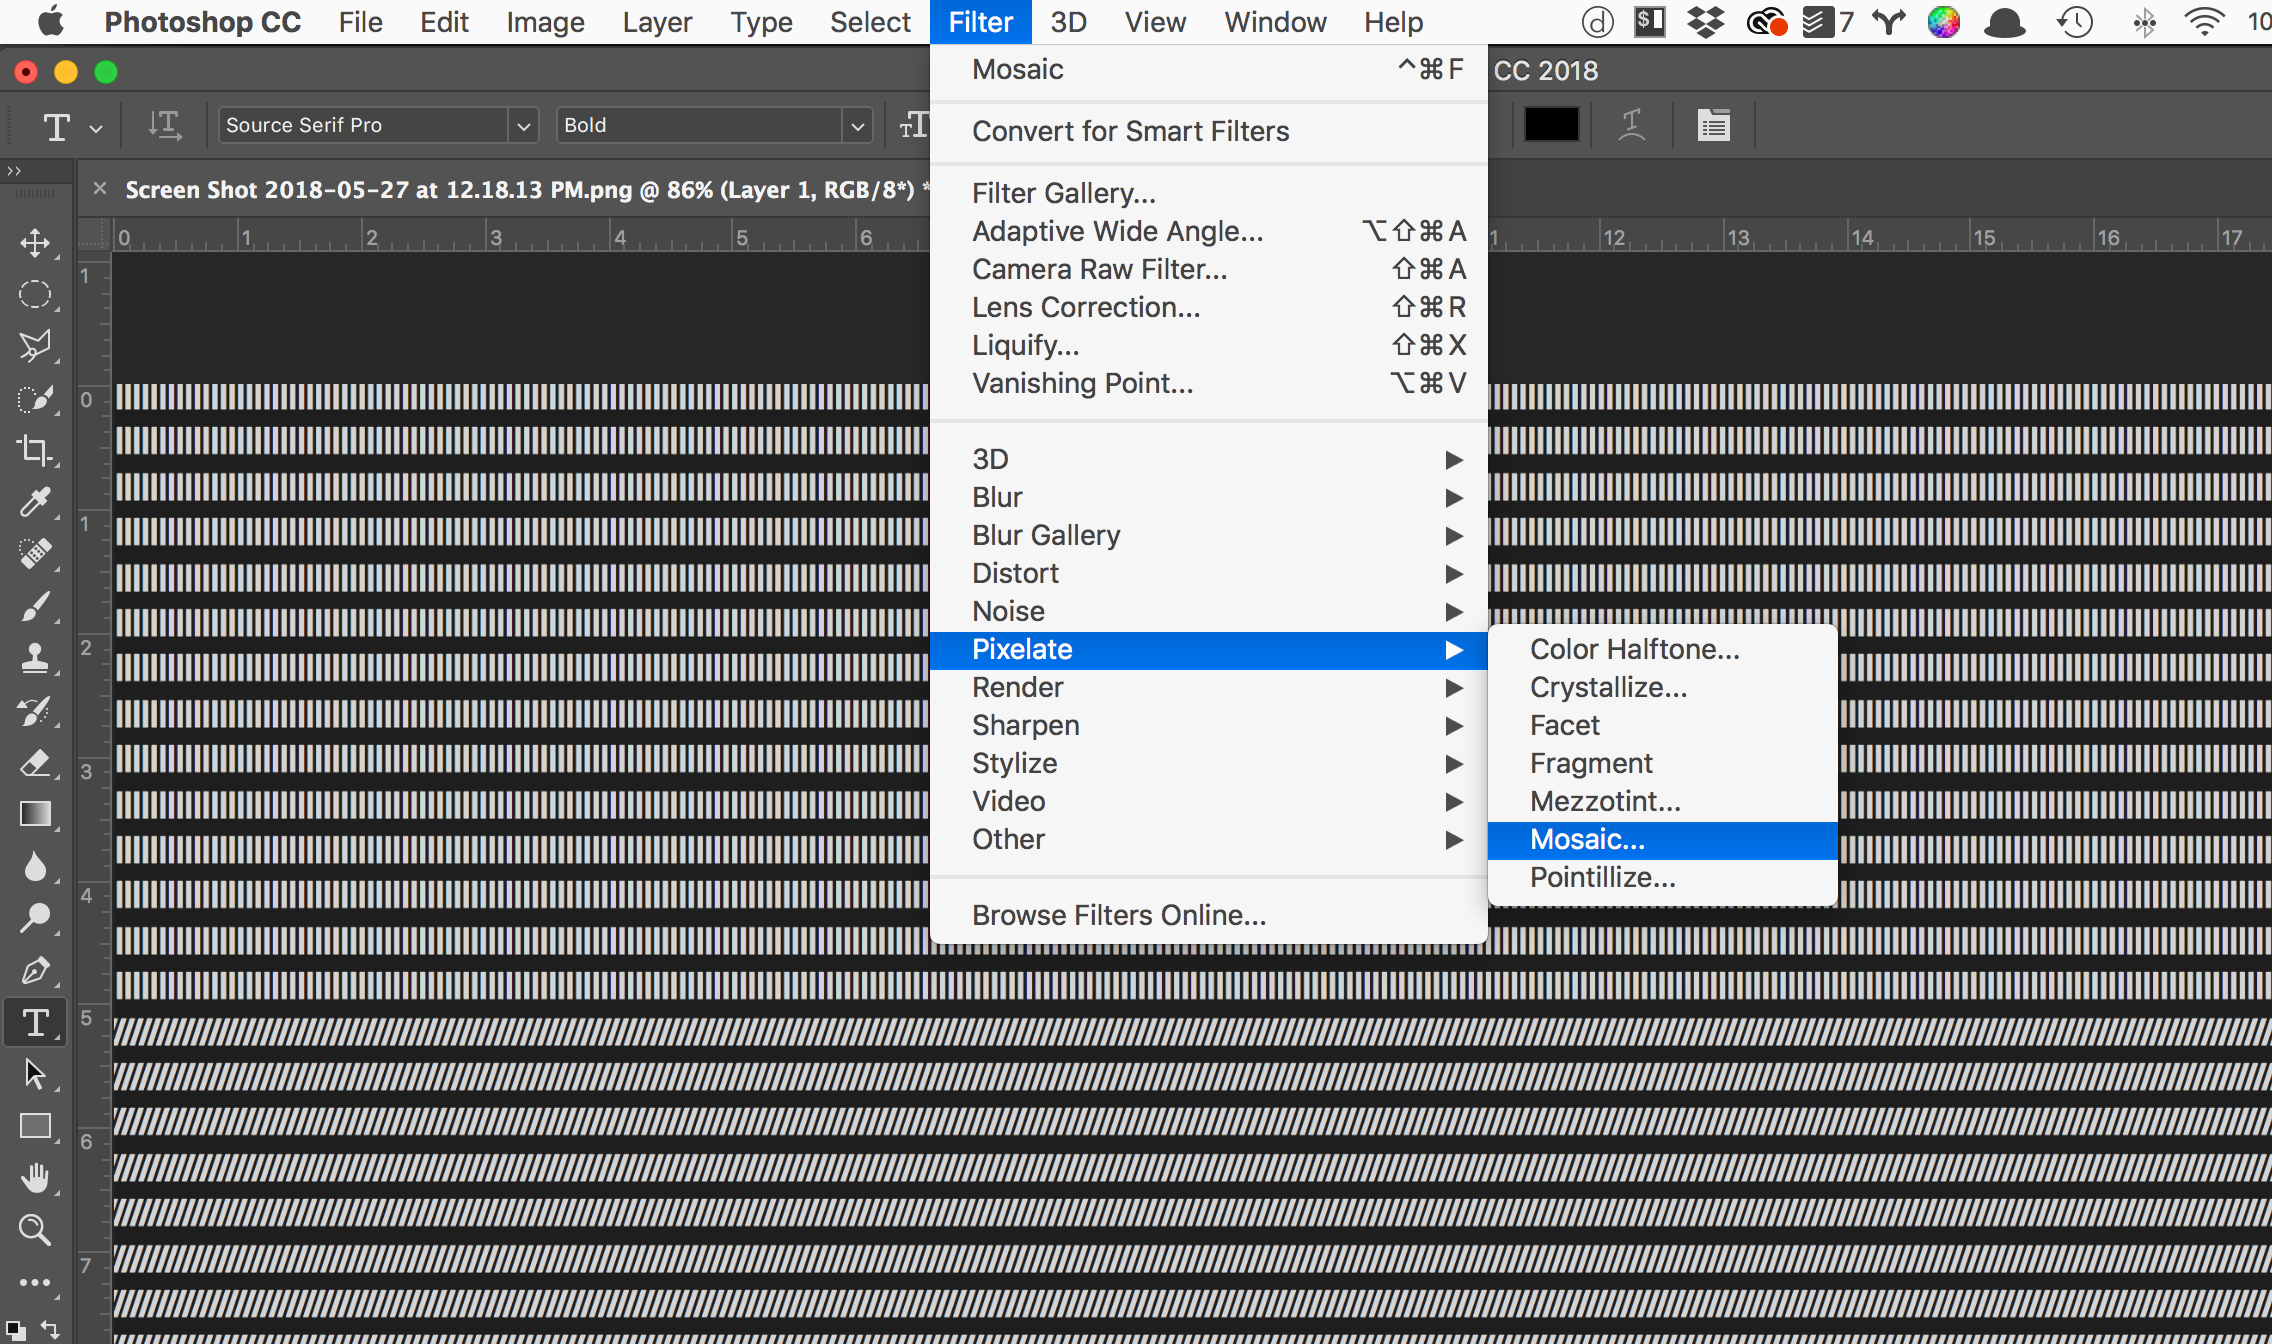 Photoshop CC File Edit Image Layer Type Select Filter 3D View Window Help 7 10
Mosaic ^⌘F
CC 2018
Source Serif Pro Bold
Convert for Smart Filters
Screen Shot 2018-05-27 at 12.18.13 PM.png @ 86% (Layer 1, RGB/8*) *
Filter Gallery...
Adaptive Wide Angle... ⌥⇧⌘A
0 1 2 3 4 5 6 1 12 13 14 15 16 17
Camera Raw Filter... ⇧⌘A
Lens Correction... ⇧⌘R
Liquify... ⇧⌘X
Vanishing Point... ⌥⌘V
3D
Blur
Blur Gallery
Distort
Noise
Pixelate
Render
Sharpen
Stylize
Video
Other
Browse Filters Online...
Color Halftone...
Crystallize...
Facet
Fragment
Mezzotint...
Mosaic...
Pointillize...
1
0
1
2
3
4
5
6
7